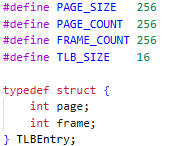 #define PAGE_SIZE 256
#define PAGE_COUNT 256
#define FRAME_COUNT 256
#define TLB_SIZE 16
typedef struct {
int page;
int frame;
} TLBEntry;